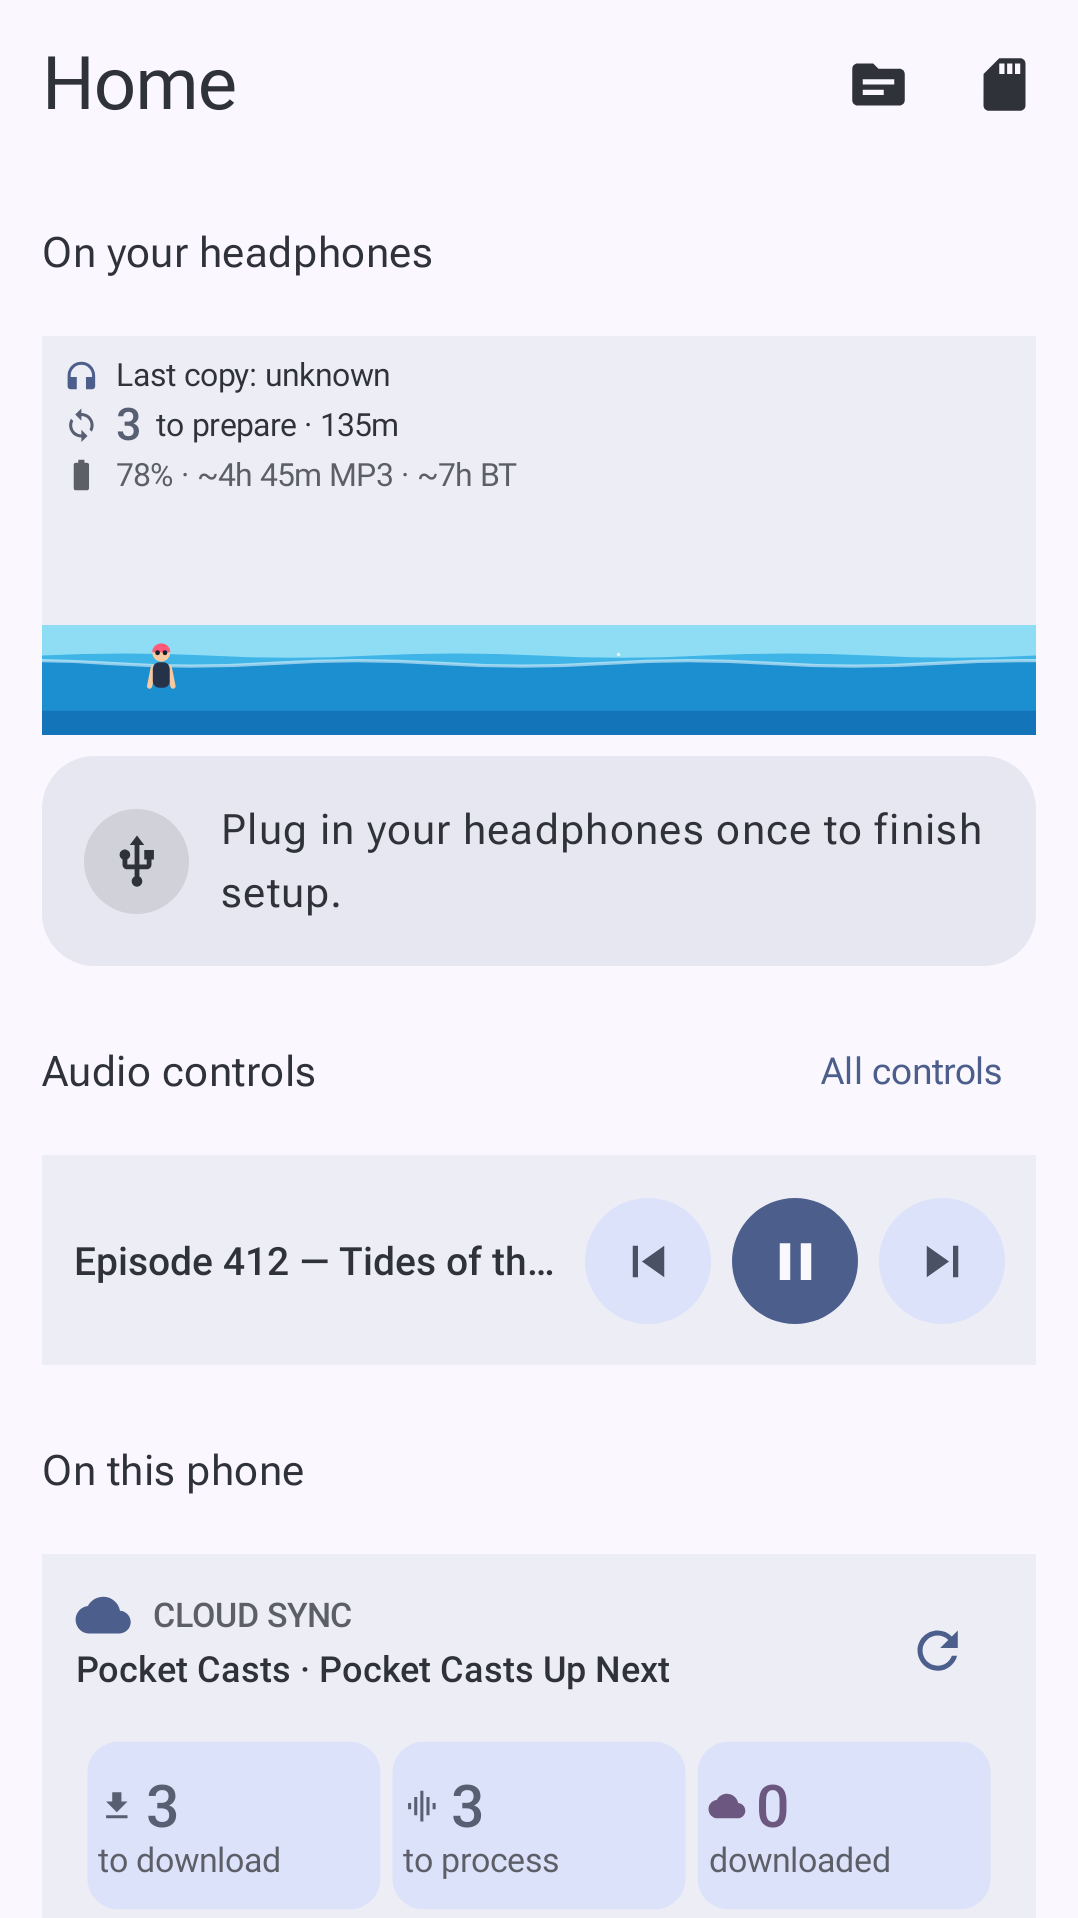 Home
On your headphones
Last copy: unknown
3 to prepare · 135m
78% · ~4h 45m MP3 · ~7h BT
Plug in your headphones once to finish
setup.
Audio controls
All controls
Episode 412 — Tides of th...
On this phone
CLOUD SYNC
Pocket Casts · Pocket Casts Up Next
3
to download
3
to process
0
downloaded